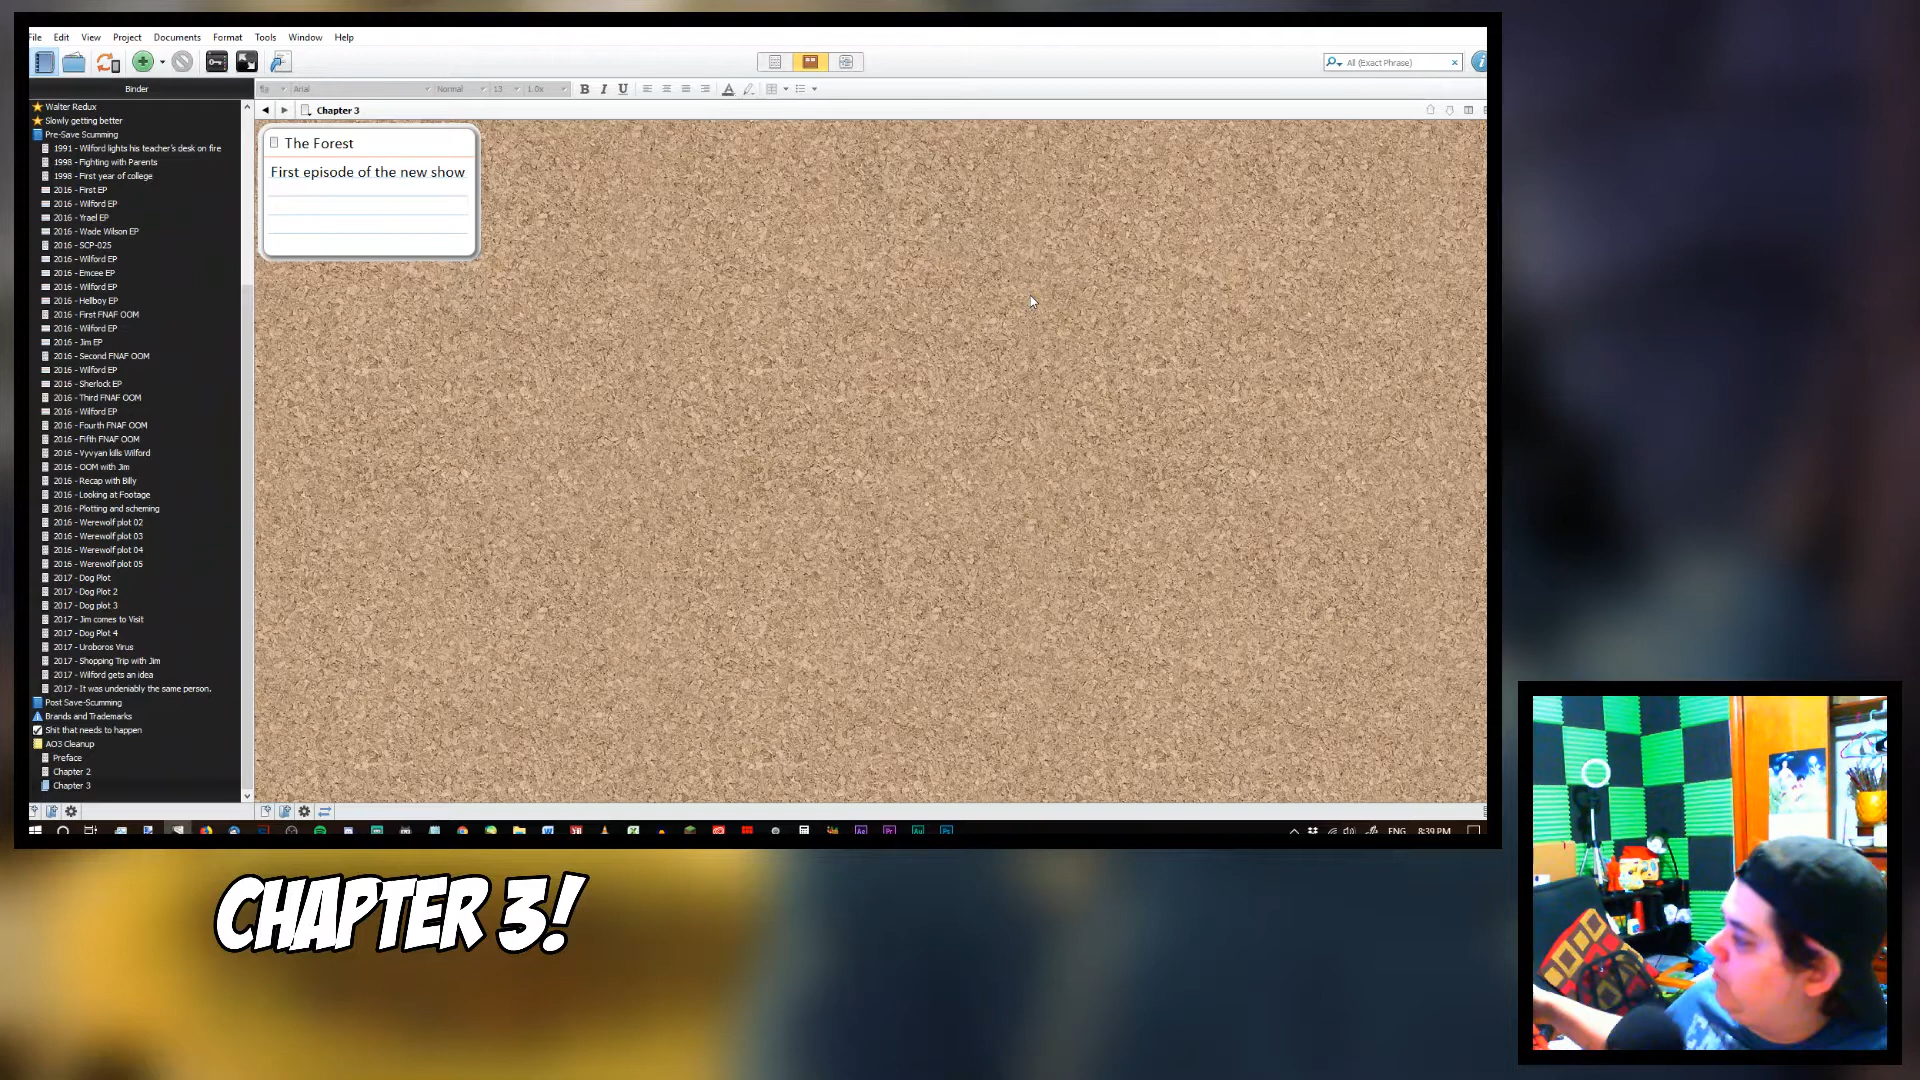 File Edit View Project Documents Format Tools Window Help
All (Exact Phrase)
Binder
Arial Normal 13 1.0x B I U A
Chapter 3
Walter Redux
Slowly getting better
Pre-Save Scumming
1991 - Wilford lights his teacher's desk on fire
1998 - Fighting with Parents
1998 - First year of college
2016 - First EP
2016 - Wilford EP
2016 - Yrael EP
2016 - Wade Wilson EP
2016 - SCP-025
2016 - Wilford EP
2016 - Emcee EP
2016 - Wilford EP
2016 - Hellboy EP
2016 - First FNAF OOM
2016 - Wilford EP
2016 - Jim EP
2016 - Second FNAF OOM
2016 - Wilford EP
2016 - Sherlock EP
2016 - Third FNAF OOM
2016 - Wilford EP
2016 - Fourth FNAF OOM
2016 - Fifth FNAF OOM
2016 - Vyvyan kills Wilford
2016 - OOM with Jim
2016 - Recap with Billy
2016 - Looking at Footage
2016 - Plotting and scheming
2016 - Werewolf plot 02
2016 - Werewolf plot 03
2016 - Werewolf plot 04
2016 - Werewolf plot 05
2017 - Dog Plot
2017 - Dog Plot 2
2017 - Dog plot 3
2017 - Jim comes to Visit
2017 - Dog Plot 4
2017 - Uroboros Virus
2017 - Shopping Trip with Jim
2017 - Wilford gets an idea
2017 - It was undeniably the same person.
Post Save-Scumming
Brands and Trademarks
Shit that needs to happen
AO3 Cleanup
Preface
Chapter 2
Chapter 3
The Forest
First episode of the new show
ENG 8:39 PM
CHAPTER 3!